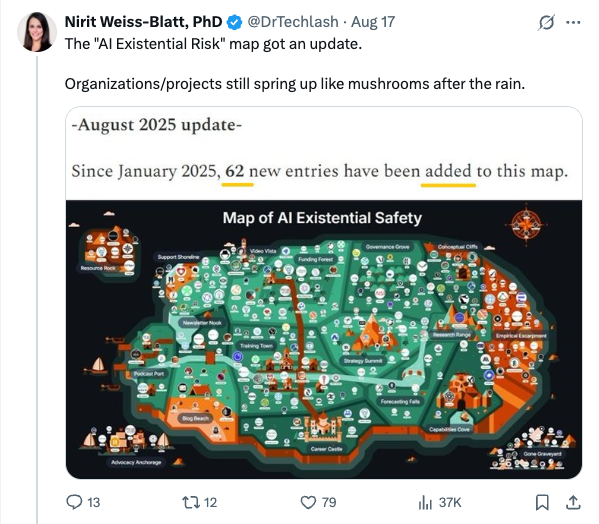 Nirit Weiss-Blatt, PhD @DrTechlash · Aug 17
The "AI Existential Risk" map got an update.
Organizations/projects still spring up like mushrooms after the rain.
-August 2025 update-
Since January 2025, 62 new entries have been added to this map.
Map of AI Existential Safety
Resource Rock
Support Shoreline
Video Vista
Funding Forest
Governance Grove
Conceptual Cliffs
Newsletter Nook
Training Town
Strategy Summit
Research Range
Empirical Escarpment
Podcast Port
Forecasting Falls
Blog Beach
Capabilities Cove
Career Castle
Advocacy Anchorage
Gone Graveyard
13 12 79 37K